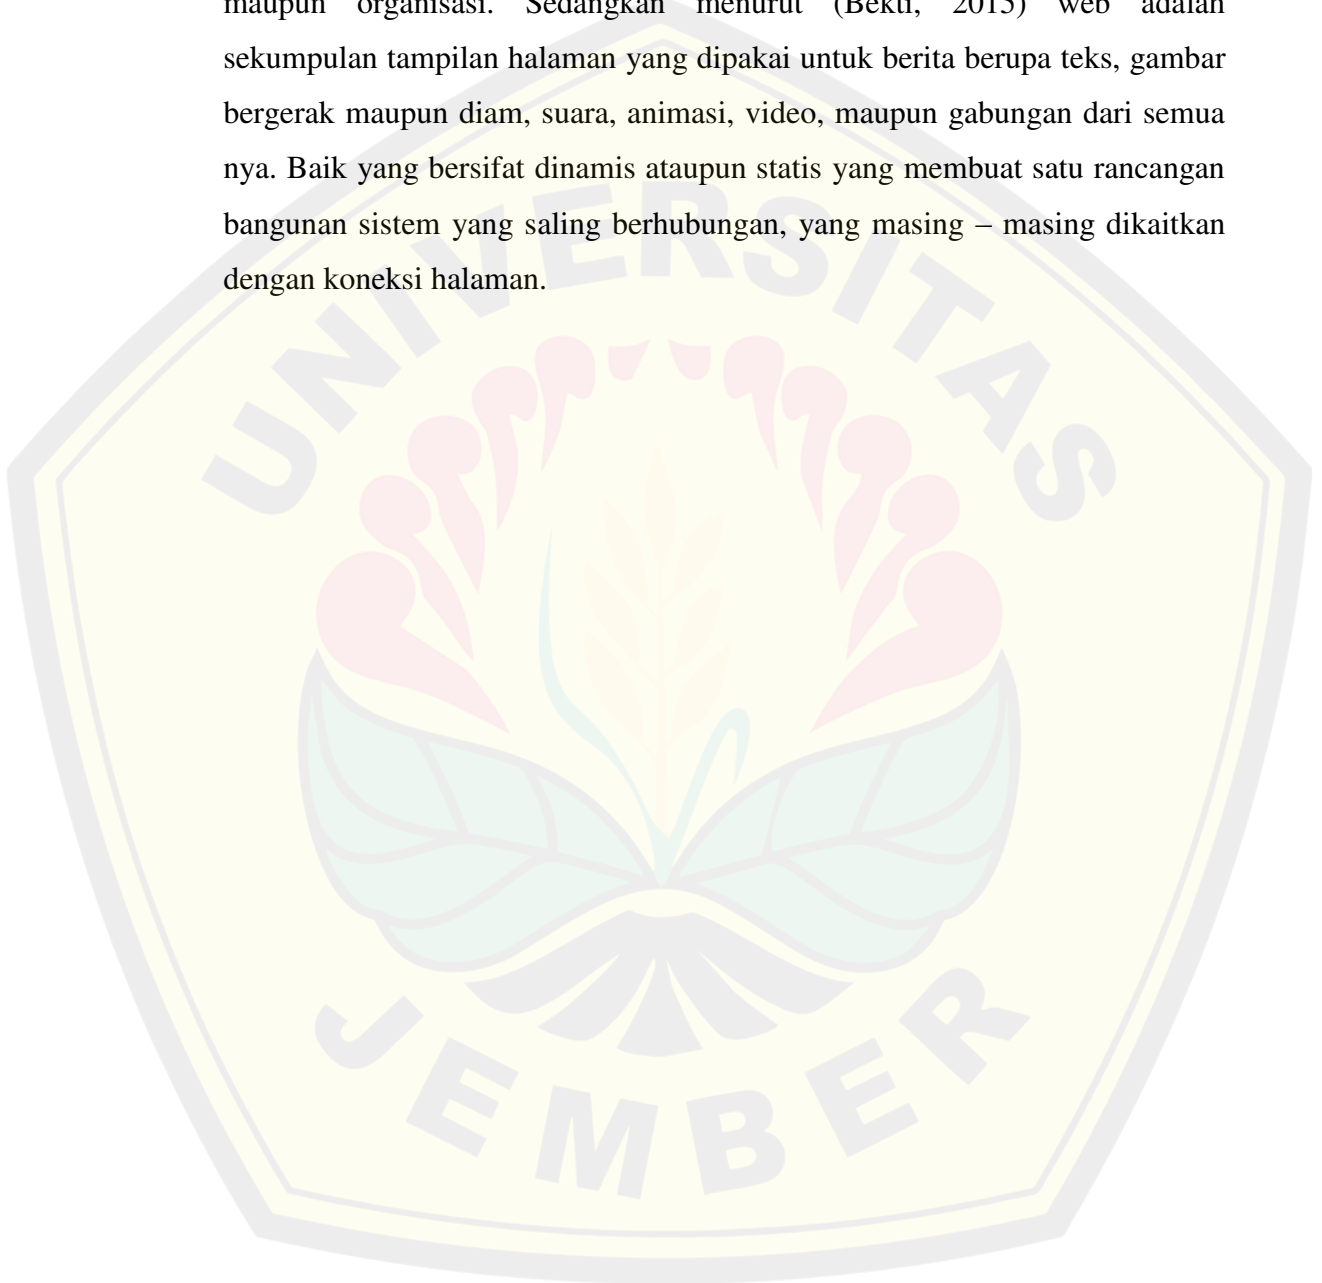 maupun organisasi. Sedangkan menurut (Bekti, 2015) web adalah
sekumpulan tampilan halaman yang dipakai untuk berita berupa teks, gambar
bergerak maupun diam, suara, animasi, video, maupun gabungan dari semua
nya. Baik yang bersifat dinamis ataupun statis yang membuat satu rancangan
bangunan sistem yang saling berhubungan, yang masing – masing dikaitkan
dengan koneksi halaman.
UNIVERSITAS
JEMBER